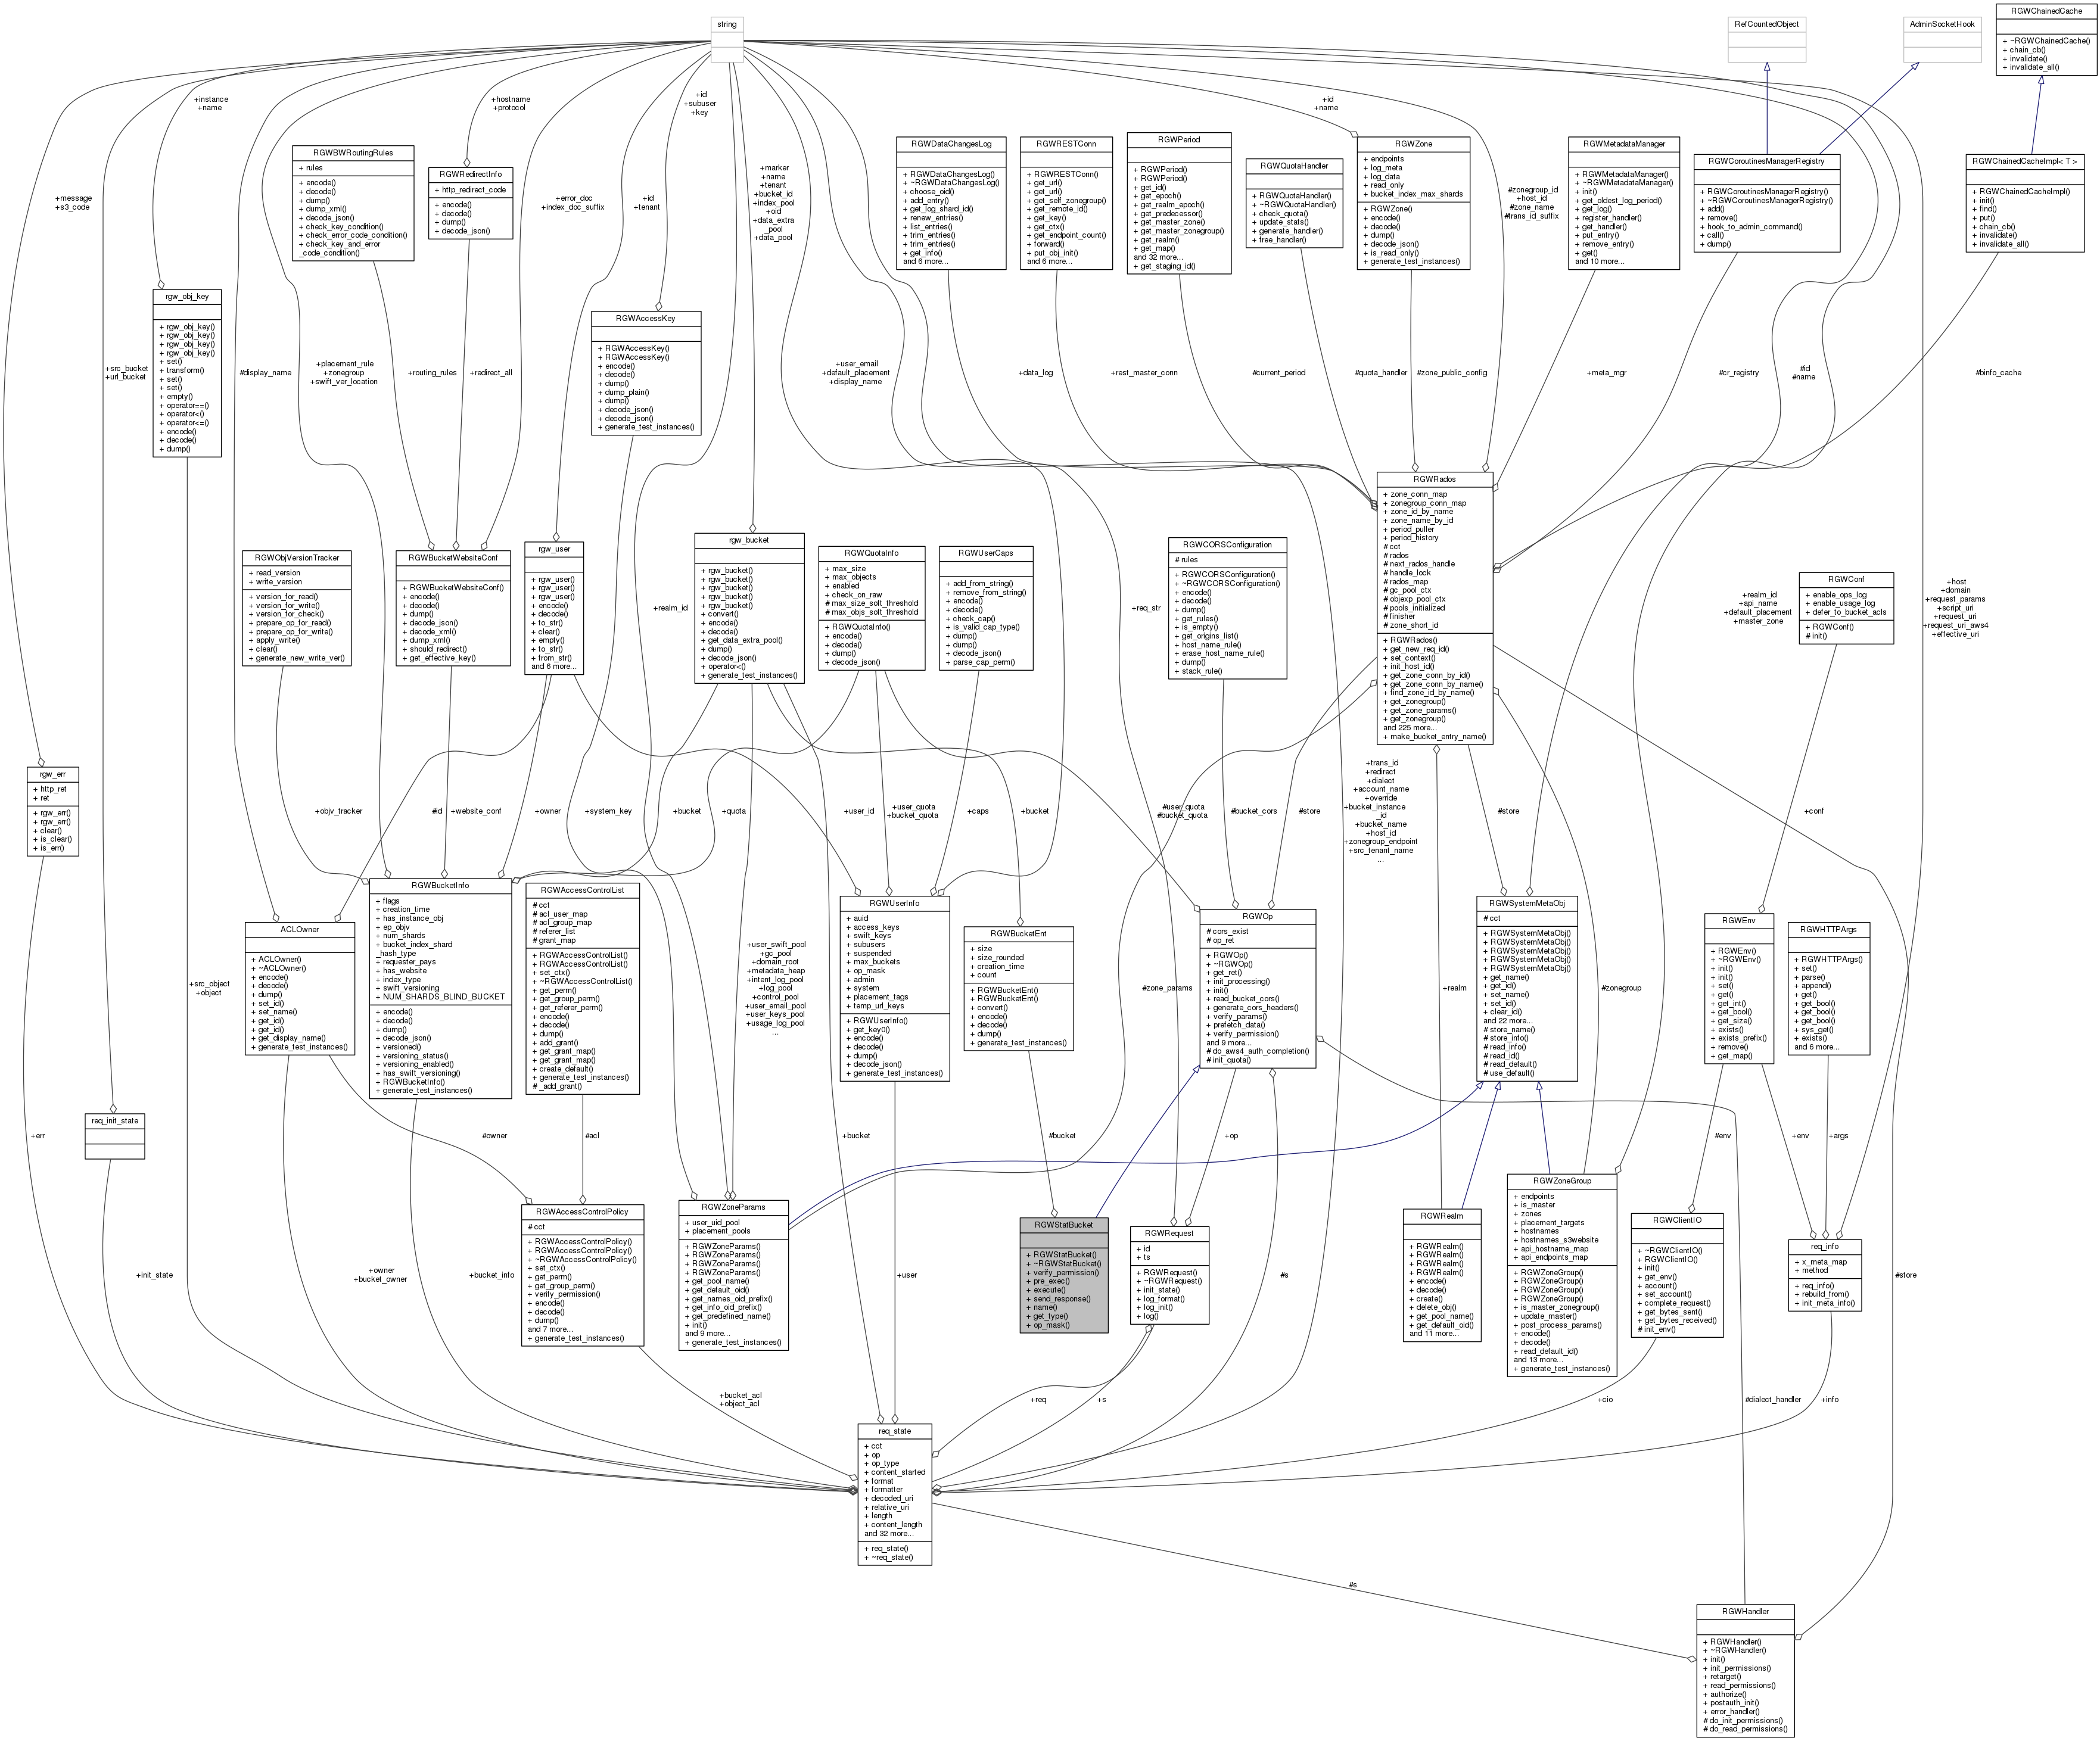 string
RefCountedObject
AdminSocketHook
RGWChainedCache
+ ~RGWChainedCache()
+ chain_cb()
+ invalidate()
+ invalidate_all()
+message
+s3_code
+src_bucket
+url_bucket
+instance
+name
#display_name
+placement_rule
+zonegroup
+swift_ver_location
+hostname
+protocol
+error_doc
+index_doc_suffix
+id
+tenant
+id
+subuser
+key
+marker
+name
+tenant
+bucket_id
+index_pool
+oid
+data_extra
_pool
+data_pool
+id
+name
#zonegroup_id
+host_id
#zone_name
#trans_id_suffix
RGWBWRoutingRules
+ rules
+ encode()
+ decode()
+ dump()
+ dump_xml()
+ decode_json()
+ check_key_condition()
+ check_error_code_condition()
+ check_key_and_error
_code_condition()
RGWRedirectInfo
+ http_redirect_code
+ encode()
+ decode()
+ dump()
+ decode_json()
RGWDataChangesLog
+ RGWDataChangesLog()
+ ~RGWDataChangesLog()
+ choose_oid()
+ add_entry()
+ get_log_shard_id()
+ renew_entries()
+ list_entries()
+ trim_entries()
+ trim_entries()
+ get_info()
and 6 more...
RGWRESTConn
+ RGWRESTConn()
+ get_url()
+ get_url()
+ get_self_zonegroup()
+ get_remote_id()
+ get_key()
+ get_ctx()
+ get_endpoint_count()
+ forward()
+ put_obj_init()
and 6 more...
RGWPeriod
+ RGWPeriod()
+ RGWPeriod()
+ get_id()
+ get_epoch()
+ get_realm_epoch()
+ get_predecessor()
+ get_master_zone()
+ get_master_zonegroup()
+ get_realm()
+ get_map()
and 32 more...
+ get_staging_id()
RGWQuotaHandler
+ RGWQuotaHandler()
+ ~RGWQuotaHandler()
+ check_quota()
+ update_stats()
+ generate_handler()
+ free_handler()
RGWZone
+ endpoints
+ log_meta
+ log_data
+ read_only
+ bucket_index_max_shards
+ RGWZone()
+ encode()
+ decode()
+ dump()
+ decode_json()
+ is_read_only()
+ generate_test_instances()
RGWMetadataManager
+ RGWMetadataManager()
+ ~RGWMetadataManager()
+ init()
+ get_oldest_log_period()
+ get_log()
+ register_handler()
+ get_handler()
+ put_entry()
+ remove_entry()
+ get()
and 10 more...
RGWCoroutinesManagerRegistry
+ RGWCoroutinesManagerRegistry()
+ ~RGWCoroutinesManagerRegistry()
+ add()
+ remove()
+ hook_to_admin_command()
+ call()
+ dump()
RGWChainedCacheImpl< T >
+ RGWChainedCacheImpl()
+ init()
+ find()
+ put()
+ chain_cb()
+ invalidate()
+ invalidate_all()
rgw_obj_key
+ rgw_obj_key()
+ rgw_obj_key()
+ rgw_obj_key()
+ rgw_obj_key()
+ set()
+ transform()
+ set()
+ set()
+ empty()
+ operator==()
+ operator<()
+ operator<=()
+ encode()
+ decode()
+ dump()
RGWAccessKey
+ RGWAccessKey()
+ RGWAccessKey()
+ encode()
+ decode()
+ dump()
+ dump_plain()
+ dump()
+ decode_json()
+ decode_json()
+ generate_test_instances()
+routing_rules
+redirect_all
+user_email
+default_placement
+display_name
+data_log
+rest_master_conn
#current_period
#quota_handler
#zone_public_config
+meta_mgr
#cr_registry
#id
#name
#binfo_cache
RGWRados
+ zone_conn_map
+ zonegroup_conn_map
+ zone_id_by_name
+ zone_name_by_id
+ period_puller
+ period_history
# cct
# rados
# next_rados_handle
# handle_lock
# rados_map
# gc_pool_ctx
# objexp_pool_ctx
# pools_initialized
# finisher
# zone_short_id
+ RGWRados()
+ get_new_req_id()
+ set_context()
+ init_host_id()
+ get_zone_conn_by_id()
+ get_zone_conn_by_name()
+ find_zone_id_by_name()
+ get_zonegroup()
+ get_zone_params()
+ get_zonegroup()
and 225 more...
+ make_bucket_entry_name()
RGWObjVersionTracker
+ read_version
+ write_version
+ version_for_read()
+ version_for_write()
+ version_for_check()
+ prepare_op_for_read()
+ prepare_op_for_write()
+ apply_write()
+ clear()
+ generate_new_write_ver()
RGWBucketWebsiteConf
+ RGWBucketWebsiteConf()
+ encode()
+ decode()
+ dump()
+ decode_json()
+ decode_xml()
+ dump_xml()
+ should_redirect()
+ get_effective_key()
rgw_user
+ rgw_user()
+ rgw_user()
+ rgw_user()
+ encode()
+ decode()
+ to_str()
+ clear()
+ empty()
+ to_str()
+ from_str()
and 6 more...
+realm_id
rgw_bucket
+ rgw_bucket()
+ rgw_bucket()
+ rgw_bucket()
+ rgw_bucket()
+ rgw_bucket()
+ convert()
+ encode()
+ decode()
+ get_data_extra_pool()
+ dump()
+ decode_json()
+ operator<()
+ generate_test_instances()
RGWQuotaInfo
+ max_size
+ max_objects
+ enabled
+ check_on_raw
# max_size_soft_threshold
# max_objs_soft_threshold
+ RGWQuotaInfo()
+ encode()
+ decode()
+ dump()
+ decode_json()
RGWUserCaps
+ add_from_string()
+ remove_from_string()
+ encode()
+ decode()
+ check_cap()
+ is_valid_cap_type()
+ dump()
+ dump()
+ decode_json()
+ parse_cap_perm()
+req_str
RGWCORSConfiguration
# rules
+ RGWCORSConfiguration()
+ ~RGWCORSConfiguration()
+ encode()
+ decode()
+ dump()
+ get_rules()
+ is_empty()
+ get_origins_list()
+ host_name_rule()
+ erase_host_name_rule()
+ dump()
+ stack_rule()
+realm_id
+api_name
+default_placement
+master_zone
RGWConf
+ enable_ops_log
+ enable_usage_log
+ defer_to_bucket_acls
+ RGWConf()
# init()
+host
+domain
+request_params
+script_uri
+request_uri
+request_uri_aws4
+effective_uri
rgw_err
+ http_ret
+ ret
+ rgw_err()
+ rgw_err()
+ clear()
+ is_clear()
+ is_err()
+objv_tracker
#id
+website_conf
+owner
+system_key
+bucket
+quota
+user_id
+user_quota
+bucket_quota
+caps
+bucket
#user_quota
#bucket_quota
#bucket_cors
#store
+trans_id
+redirect
+dialect
+account_name
+override
+bucket_instance
_id
+bucket_name
+host_id
+zonegroup_endpoint
+src_tenant_name
...
#store
+conf
ACLOwner
+ ACLOwner()
+ ~ACLOwner()
+ encode()
+ decode()
+ dump()
+ set_id()
+ set_name()
+ get_id()
+ get_id()
+ get_display_name()
+ generate_test_instances()
RGWBucketInfo
+ flags
+ creation_time
+ has_instance_obj
+ ep_objv
+ num_shards
+ bucket_index_shard
_hash_type
+ requester_pays
+ has_website
+ index_type
+ swift_versioning
+ NUM_SHARDS_BLIND_BUCKET
+ encode()
+ decode()
+ dump()
+ decode_json()
+ versioned()
+ versioning_status()
+ versioning_enabled()
+ has_swift_versioning()
+ RGWBucketInfo()
+ generate_test_instances()
RGWAccessControlList
# cct
# acl_user_map
# acl_group_map
# referer_list
# grant_map
+ RGWAccessControlList()
+ RGWAccessControlList()
+ set_ctx()
+ ~RGWAccessControlList()
+ get_perm()
+ get_group_perm()
+ get_referer_perm()
+ encode()
+ decode()
+ dump()
+ add_grant()
+ get_grant_map()
+ get_grant_map()
+ create_default()
+ generate_test_instances()
# _add_grant()
+user_swift_pool
+gc_pool
+domain_root
+metadata_heap
+intent_log_pool
+log_pool
+control_pool
+user_email_pool
+user_keys_pool
+usage_log_pool
...
RGWUserInfo
+ auid
+ access_keys
+ swift_keys
+ subusers
+ suspended
+ max_buckets
+ op_mask
+ admin
+ system
+ placement_tags
+ temp_url_keys
+ RGWUserInfo()
+ get_key0()
+ encode()
+ decode()
+ dump()
+ decode_json()
+ generate_test_instances()
RGWBucketEnt
+ size
+ size_rounded
+ creation_time
+ count
+ RGWBucketEnt()
+ RGWBucketEnt()
+ convert()
+ encode()
+ decode()
+ dump()
+ generate_test_instances()
#zone_params
RGWOp
# cors_exist
# op_ret
+ RGWOp()
+ ~RGWOp()
+ get_ret()
+ init_processing()
+ init()
+ read_bucket_cors()
+ generate_cors_headers()
+ verify_params()
+ prefetch_data()
+ verify_permission()
and 9 more...
# do_aws4_auth_completion()
# init_quota()
+realm
RGWSystemMetaObj
# cct
+ RGWSystemMetaObj()
+ RGWSystemMetaObj()
+ RGWSystemMetaObj()
+ RGWSystemMetaObj()
+ RGWSystemMetaObj()
+ get_name()
+ get_id()
+ set_name()
+ set_id()
+ clear_id()
and 22 more...
# store_name()
# store_info()
# read_info()
# read_id()
# read_default()
# use_default()
#zonegroup
RGWEnv
+ RGWEnv()
+ ~RGWEnv()
+ init()
+ init()
+ set()
+ get()
+ get_int()
+ get_bool()
+ get_size()
+ exists()
+ exists_prefix()
+ remove()
+ get_map()
RGWHTTPArgs
+ RGWHTTPArgs()
+ set()
+ parse()
+ append()
+ get()
+ get_bool()
+ get_bool()
+ get_bool()
+ sys_get()
+ exists()
and 6 more...
+src_object
+object
req_init_state
+err
#owner
#acl
+bucket
#bucket
+op
#env
+env
+args
+init_state
+owner
+bucket_owner
+bucket_info
RGWAccessControlPolicy
# cct
+ RGWAccessControlPolicy()
+ RGWAccessControlPolicy()
+ ~RGWAccessControlPolicy()
+ set_ctx()
+ get_perm()
+ get_group_perm()
+ verify_permission()
+ encode()
+ decode()
+ dump()
and 7 more...
+ generate_test_instances()
RGWZoneParams
+ user_uid_pool
+ placement_pools
+ RGWZoneParams()
+ RGWZoneParams()
+ RGWZoneParams()
+ RGWZoneParams()
+ get_pool_name()
+ get_default_oid()
+ get_names_oid_prefix()
+ get_info_oid_prefix()
+ get_predefined_name()
+ init()
and 9 more...
+ generate_test_instances()
+user
RGWStatBucket
+ RGWStatBucket()
+ ~RGWStatBucket()
+ verify_permission()
+ pre_exec()
+ execute()
+ send_response()
+ name()
+ get_type()
+ op_mask()
RGWRequest
+ id
+ ts
+ RGWRequest()
+ ~RGWRequest()
+ init_state()
+ log_format()
+ log_init()
+ log()
#s
RGWRealm
+ RGWRealm()
+ RGWRealm()
+ RGWRealm()
+ RGWRealm()
+ encode()
+ decode()
+ create()
+ delete_obj()
+ get_pool_name()
+ get_default_oid()
and 11 more...
RGWZoneGroup
+ endpoints
+ is_master
+ zones
+ placement_targets
+ hostnames
+ hostnames_s3website
+ api_hostname_map
+ api_endpoints_map
+ RGWZoneGroup()
+ RGWZoneGroup()
+ RGWZoneGroup()
+ RGWZoneGroup()
+ is_master_zonegroup()
+ update_master()
+ post_process_params()
+ encode()
+ decode()
+ read_default_id()
and 13 more...
+ generate_test_instances()
RGWClientIO
+ ~RGWClientIO()
+ RGWClientIO()
+ init()
+ get_env()
+ account()
+ set_account()
+ complete_request()
+ get_bytes_sent()
+ get_bytes_received()
# init_env()
req_info
+ x_meta_map
+ method
+ req_info()
+ rebuild_from()
+ init_meta_info()
#store
+bucket_acl
+object_acl
+req
+s
+cio
#dialect_handler
+info
req_state
+ cct
+ op
+ op_type
+ content_started
+ format
+ formatter
+ decoded_uri
+ relative_uri
+ length
+ content_length
and 32 more...
+ req_state()
+ ~req_state()
#s
RGWHandler
+ RGWHandler()
+ ~RGWHandler()
+ init()
+ init_permissions()
+ retarget()
+ read_permissions()
+ authorize()
+ postauth_init()
+ error_handler()
# do_init_permissions()
# do_read_permissions()